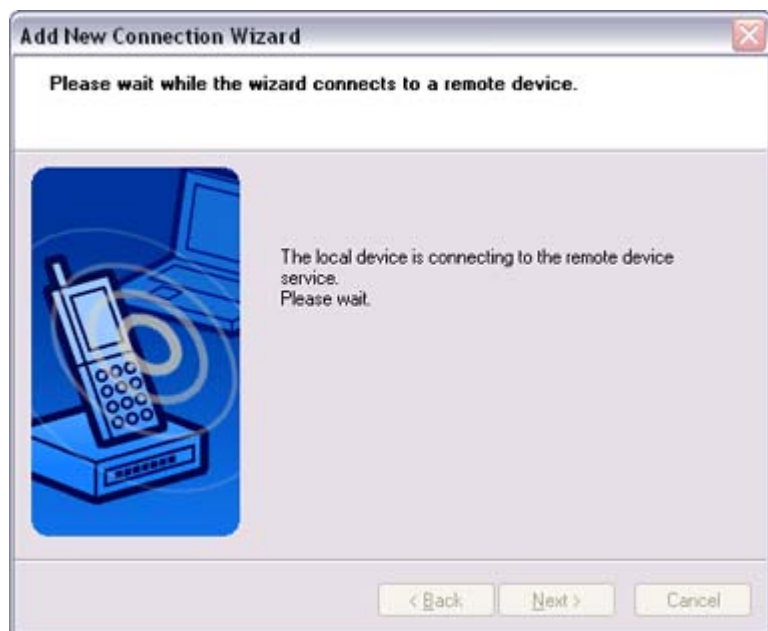 Add New Connection Wizard
Please wait while the wizard connects to a remote device.
The local device is connecting to the remote device
service.
Please wait.
< Back
Next >
Cancel